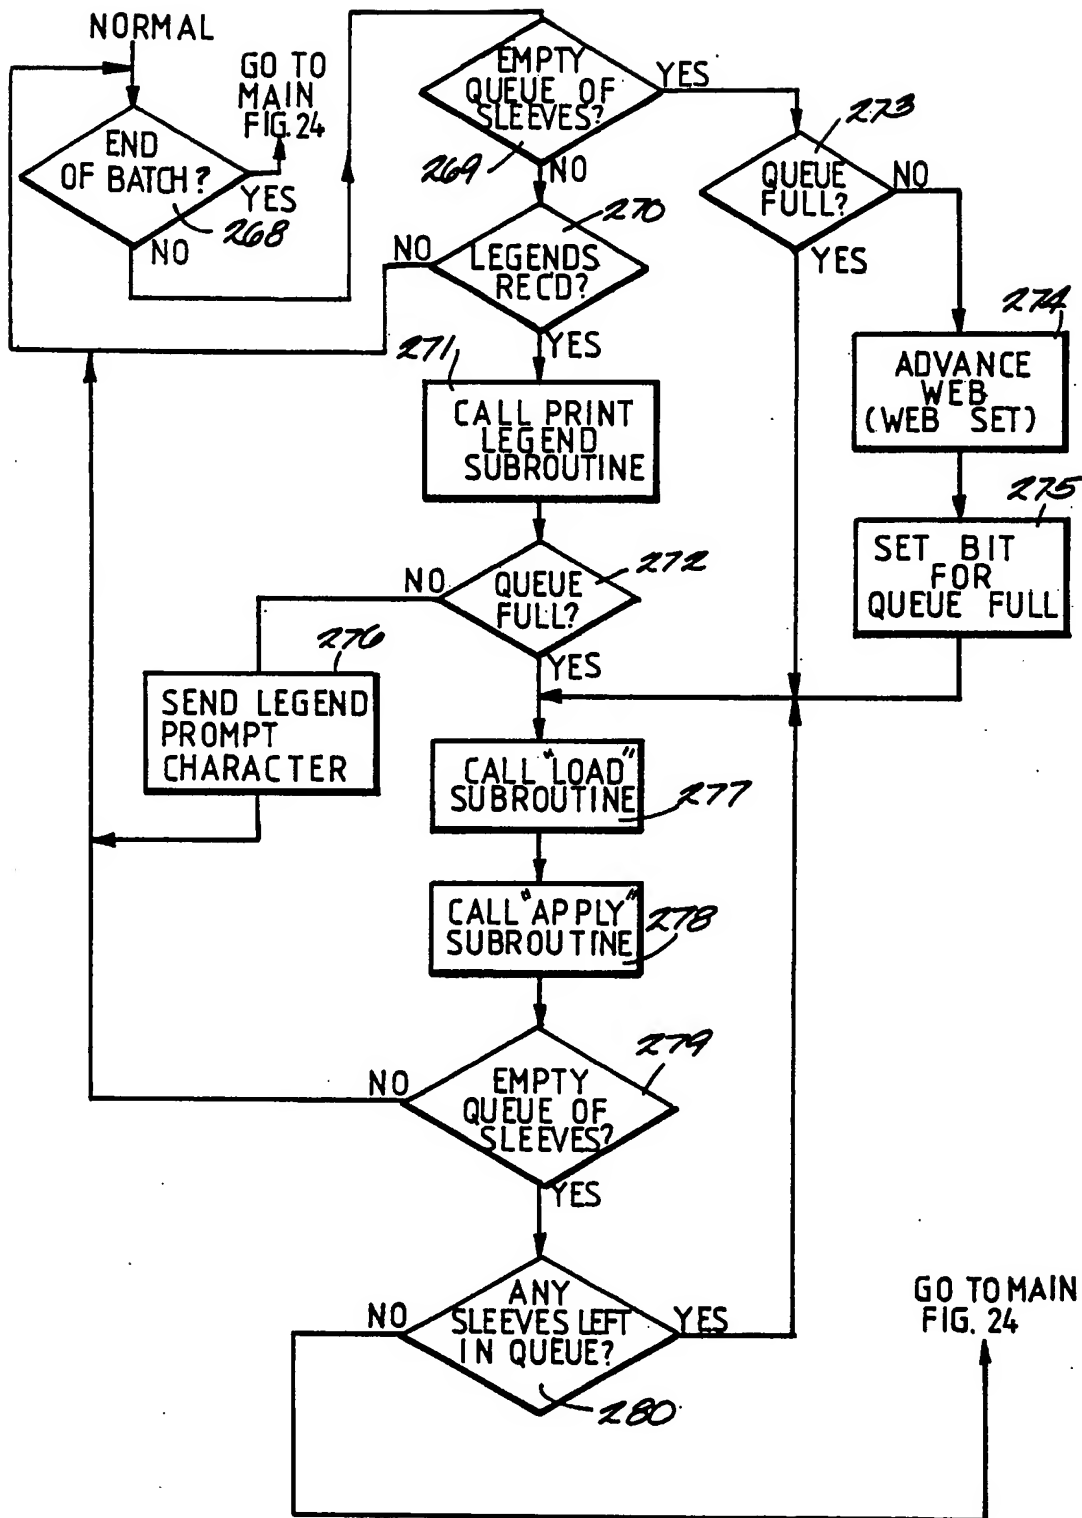 NORMAL
GO TO
MAIN
FIG. 24
END
OF BATCH?
YES
268
NO
EMPTY
QUEUE OF
SLEEVES?
YES
269
NO
273
QUEUE
FULL?
NO
YES
270
NO
LEGENDS
RECD?
YES
271
CALL PRINT
LEGEND
SUBROUTINE
274
ADVANCE
WEB
(WEB SET)
275
SET BIT
FOR
QUEUE FULL
NO
QUEUE
FULL?
272
YES
276
SEND LEGEND
PROMPT
CHARACTER
CALL "LOAD"
SUBROUTINE
277
CALL "APPLY"
SUBROUTINE
278
279
NO
EMPTY
QUEUE OF
SLEEVES?
YES
NO
ANY
SLEEVES LEFT
IN QUEUE?
YES
280
GO TO MAIN
FIG. 24